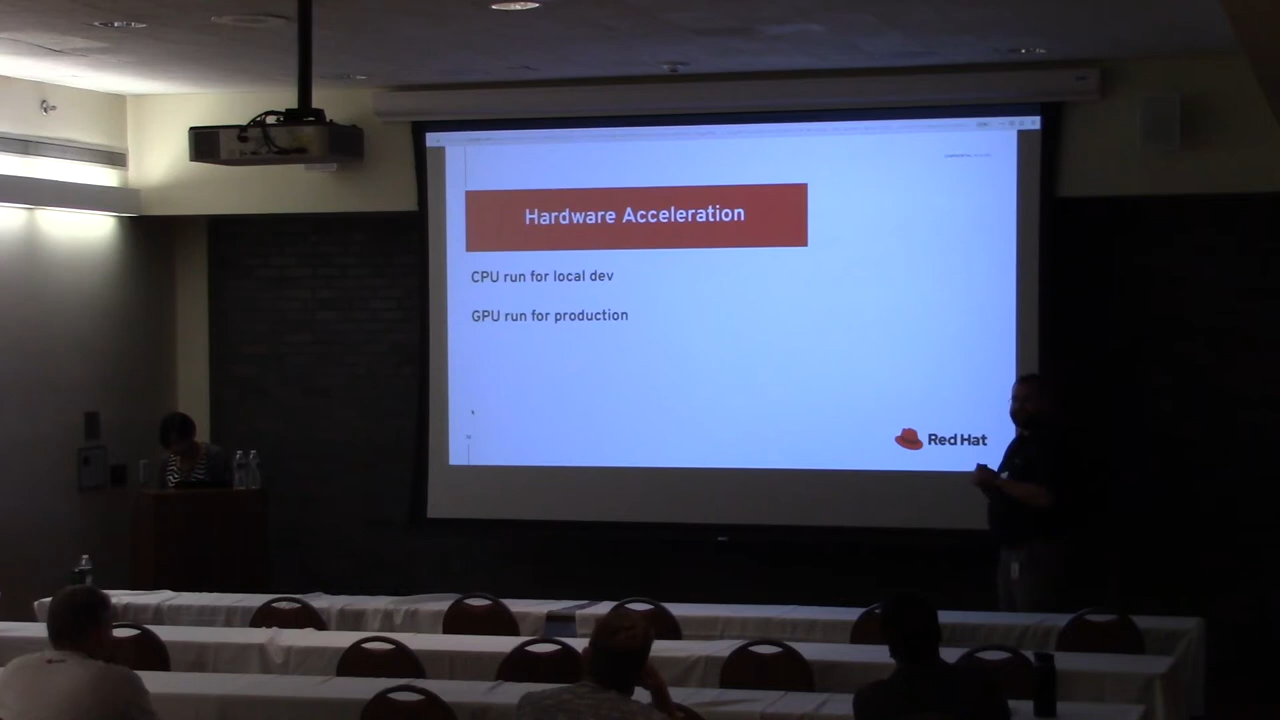 Hardware Acceleration
CPU run for local dev
GPU run for production
Red Hat